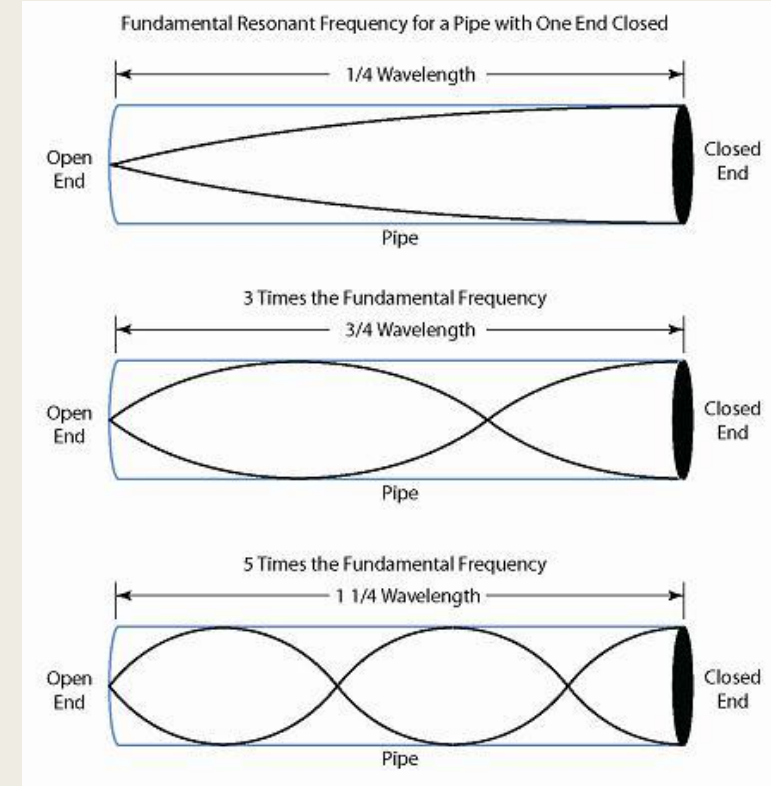 Fundamental Resonant Frequency for a Pipe with One End Closed
1/4 Wavelength
Open
End
Closed
End
Pipe
3 Times the Fundamental Frequency
3/4 Wavelength
Open
End
Closed
End
Pipe
5 Times the Fundamental Frequency
1 1/4 Wavelength
Open
End
Closed
End
Pipe